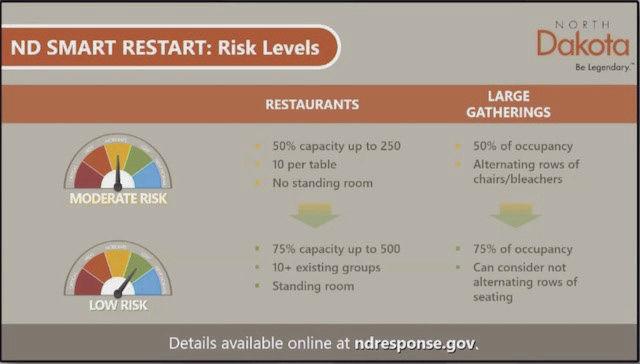 ND SMART RESTART: Risk Levels
NORTH
Dakota
Be Legendary.™
RESTAURANTS
LARGE
GATHERINGS
MODERATE
MODERATE RISK
50% capacity up to 250
10 per table
No standing room
50% of occupancy
Alternating rows of
chairs/bleachers
LOW RISK
75% capacity up to 500
10+ existing groups
Standing room
75% of occupancy
Can consider not
alternating rows of
seating
Details available online at ndresponse.gov.